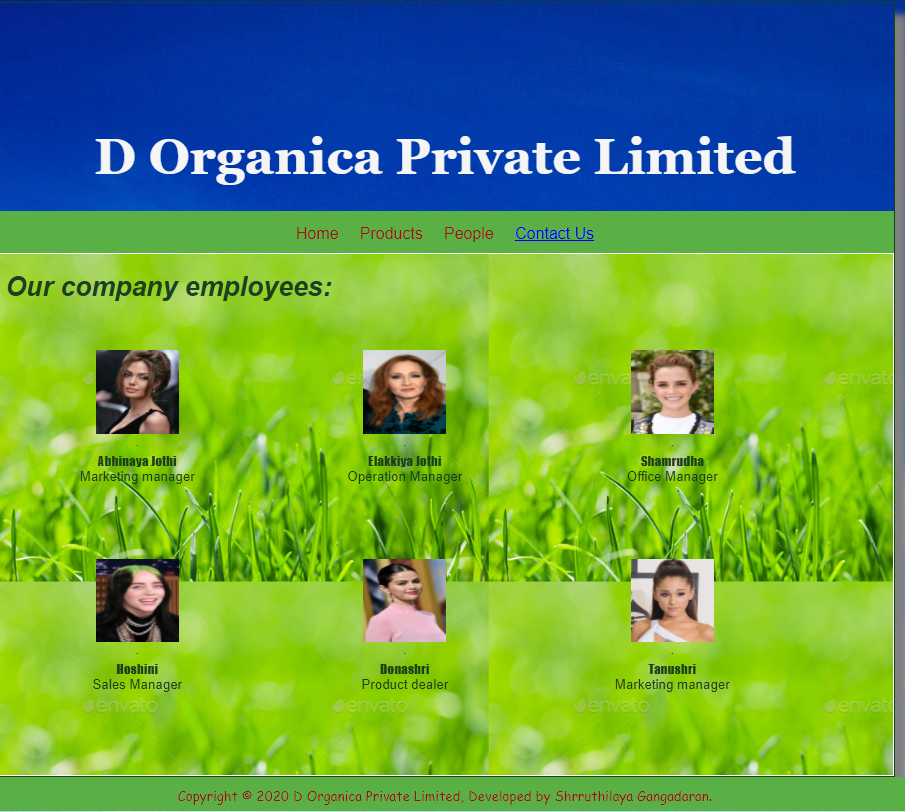 D Organica Private Limited
Home Products People Contact Us
Our company employees:
envato envato envato
Abhinaya Jothi Elakkiya Jothi Shamrudha
Marketing manager Operation Manager Office Manager
Hoshini Donashri Tanushri
Sales Manager Product dealer Marketing manager
envato envato envato envato
Copyright © 2020 D Organica Private Limited, Developed by Shrruthilaya Gangadaran.